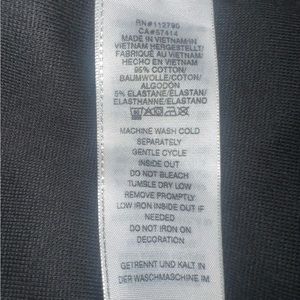 RN#112790
CA#57414
MADE IN VIETNAM/IN
VIETNAM HERGESTELLT/
FABRIQUÉ AU VIETNAM/
HECHO EN VIETNAM
95% COTTON/
BAUMWOLLE/COTON/
ALGODON
5% ELASTANE/ELASTAN/
ELASTHANNE/ELASTANO
MACHINE WASH COLD
SEPARATELY
GENTLE CYCLE
INSIDE OUT
DO NOT BLEACH
TUMBLE DRY LOW
REMOVE PROMPTLY
LOW IRON INSIDE OUT IF
NEEDED
DO NOT IRON ON
DECORATION
GETRENNT UND KALT IN
DER WASCHMASCHINE IM